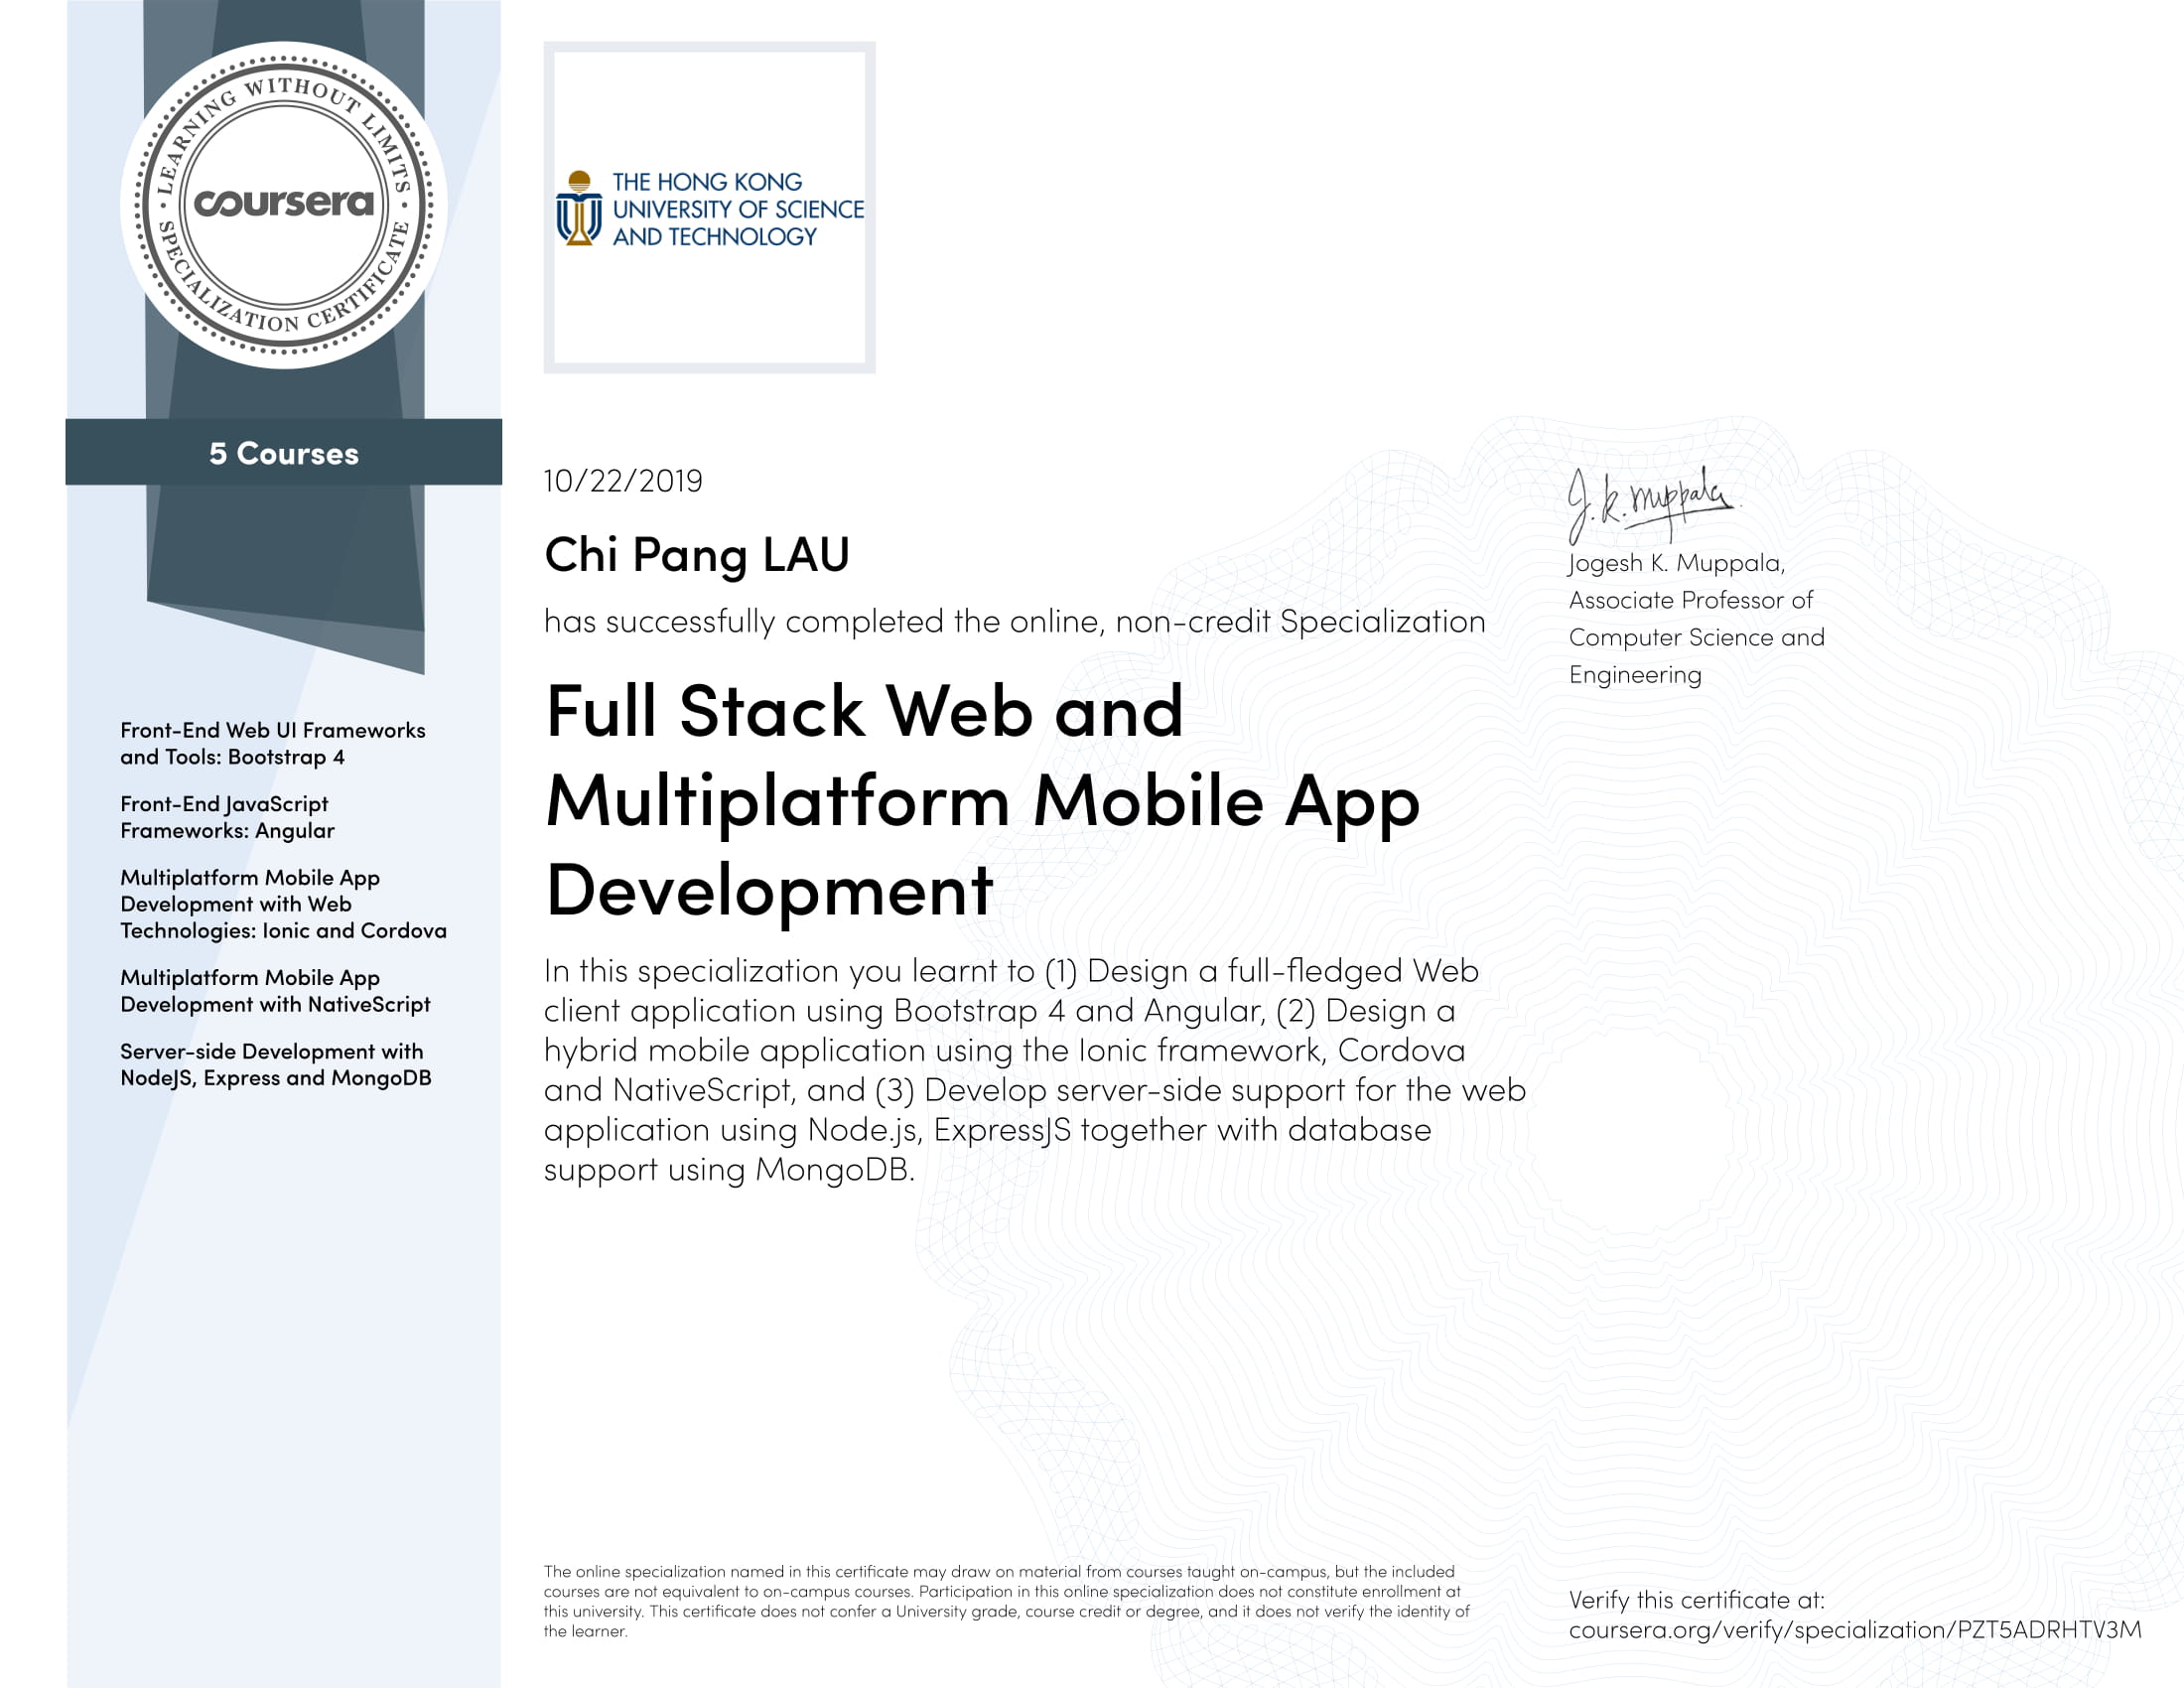 LEARNING WITHOUT LIMITS
coursera
SPECIALIZATION CERTIFICATE
5 Courses
Front-End Web UI Frameworks
and Tools: Bootstrap 4
Front-End JavaScript
Frameworks: Angular
Multiplatform Mobile App
Development with Web
Technologies: Ionic and Cordova
Multiplatform Mobile App
Development with NativeScript
Server-side Development with
NodeJS, Express and MongoDB
THE HONG KONG
UNIVERSITY OF SCIENCE
AND TECHNOLOGY
10/22/2019
Chi Pang LAU
has successfully completed the online, non-credit Specialization
Full Stack Web and
Multiplatform Mobile App
Development
In this specialization you learnt to (1) Design a full-fledged Web
client application using Bootstrap 4 and Angular, (2) Design a
hybrid mobile application using the Ionic framework, Cordova
and NativeScript, and (3) Develop server-side support for the web
application using Node.js, ExpressJS together with database
support using MongoDB.
J. K. Muppala
Jogesh K. Muppala,
Associate Professor of
Computer Science and
Engineering
The online specialization named in this certificate may draw on material from courses taught on-campus, but the included
courses are not equivalent to on-campus courses. Participation in this online specialization does not constitute enrollment at
this university. This certificate does not confer a University grade, course credit or degree, and it does not verify the identity of
the learner.
Verify this certificate at:
coursera.org/verify/specialization/PZT5ADRHTV3M